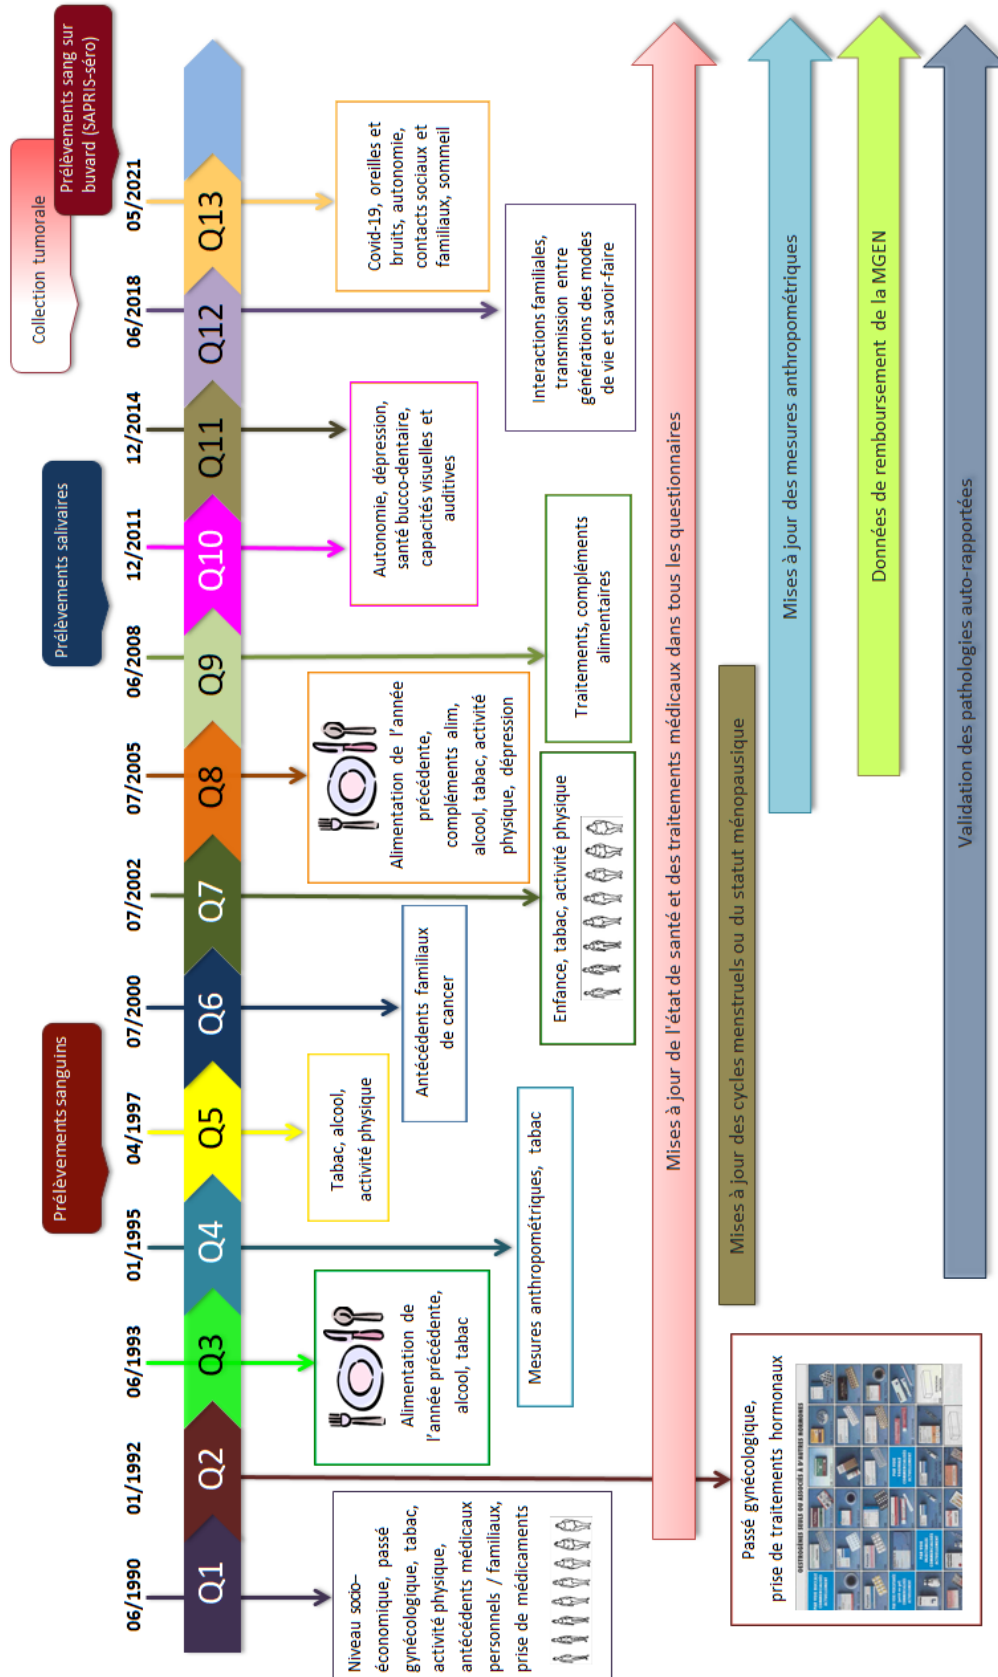 Prélèvements sanguins
Prélèvements salivaires
Collection tumorale
Prélèvements sang sur
buvard (SAPRIS-séro)
06/1990
01/1992
06/1993
01/1995
04/1997
07/2000
07/2002
07/2005
06/2008
12/2011
12/2014
06/2018
05/2021
Q1
Q2
Q3
Q4
Q5
Q6
Q7
Q8
Q9
Q10
Q11
Q12
Q13
Niveau socio–
économique, passé
gynécologique, tabac,
activité physique,
antécédents médicaux
personnels / familiaux,
prise de médicaments
Passé gynécologique,
prise de traitements hormonaux
OESTROGÈNES SEULS OU ASSOCIÉS À D'AUTRES HORMONES
Alimentation de
l'année précédente,
alcool, tabac
Mesures anthropométriques, tabac
Tabac, alcool,
activité physique
Antécédents familiaux
de cancer
Enfance, tabac, activité physique
Alimentation de l'année
précédente,
compléments alim,
alcool, tabac, activité
physique, dépression
Traitements, compléments
alimentaires
Autonomie, dépression,
santé bucco-dentaire,
capacités visuelles et
auditives
Interactions familiales,
transmission entre
générations des modes
de vie et savoir-faire
Covid-19, oreilles et
bruits, autonomie,
contacts sociaux et
familiaux, sommeil
Mises à jour de l'état de santé et des traitements médicaux dans tous les questionnaires
Mises à jour des cycles menstruels ou du statut ménopausique
Mises à jour des mesures anthropométriques
Données de remboursement de la MGEN
Validation des pathologies auto-rapportées